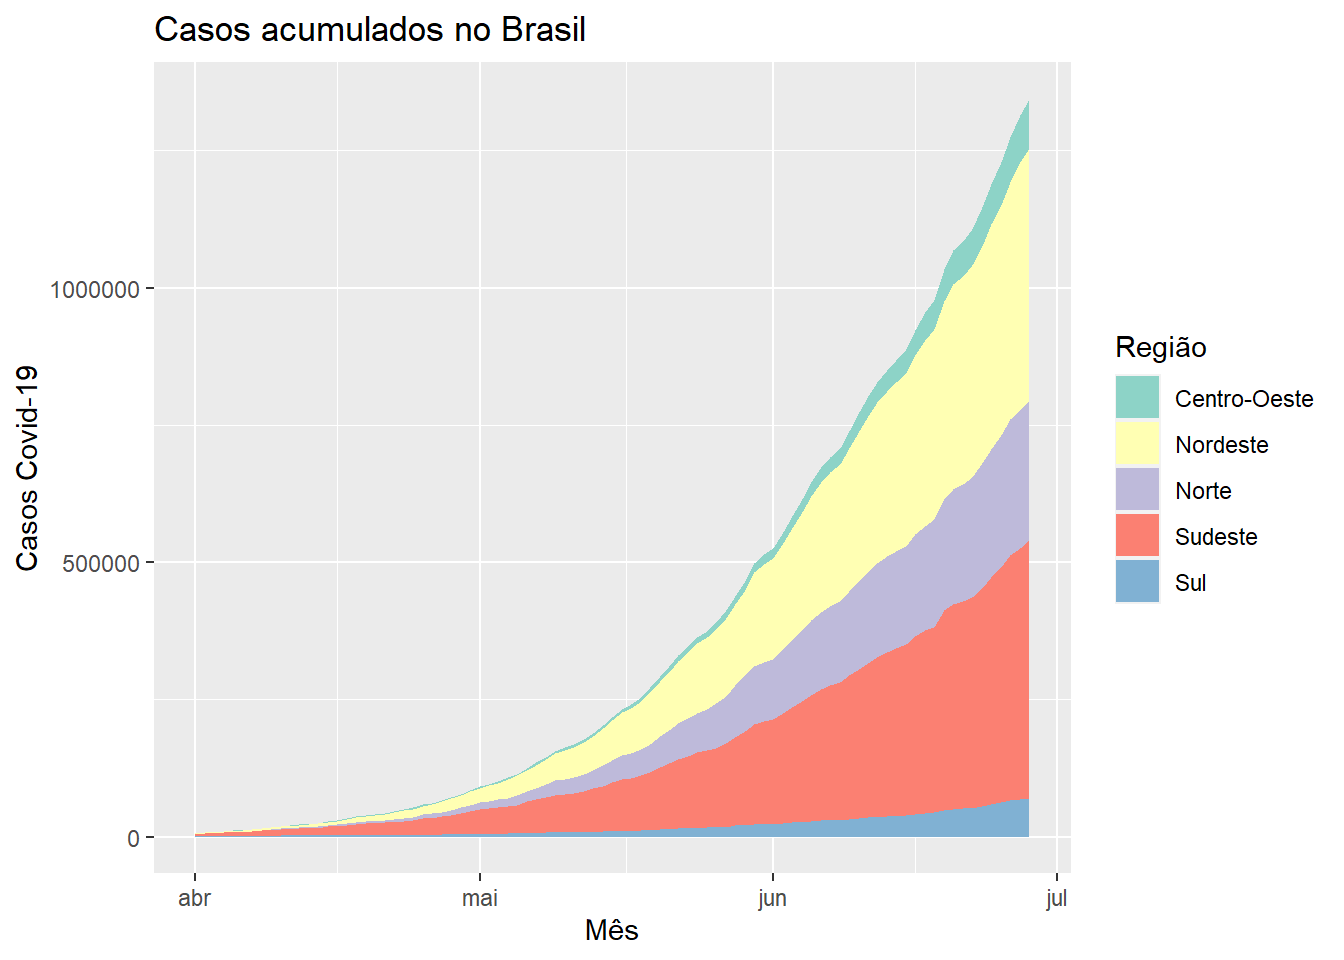 Casos acumulados no Brasil
Casos Covid-19
1000000
500000
0
abr
mai
jun
jul
Mês
Região
Centro-Oeste
Nordeste
Norte
Sudeste
Sul